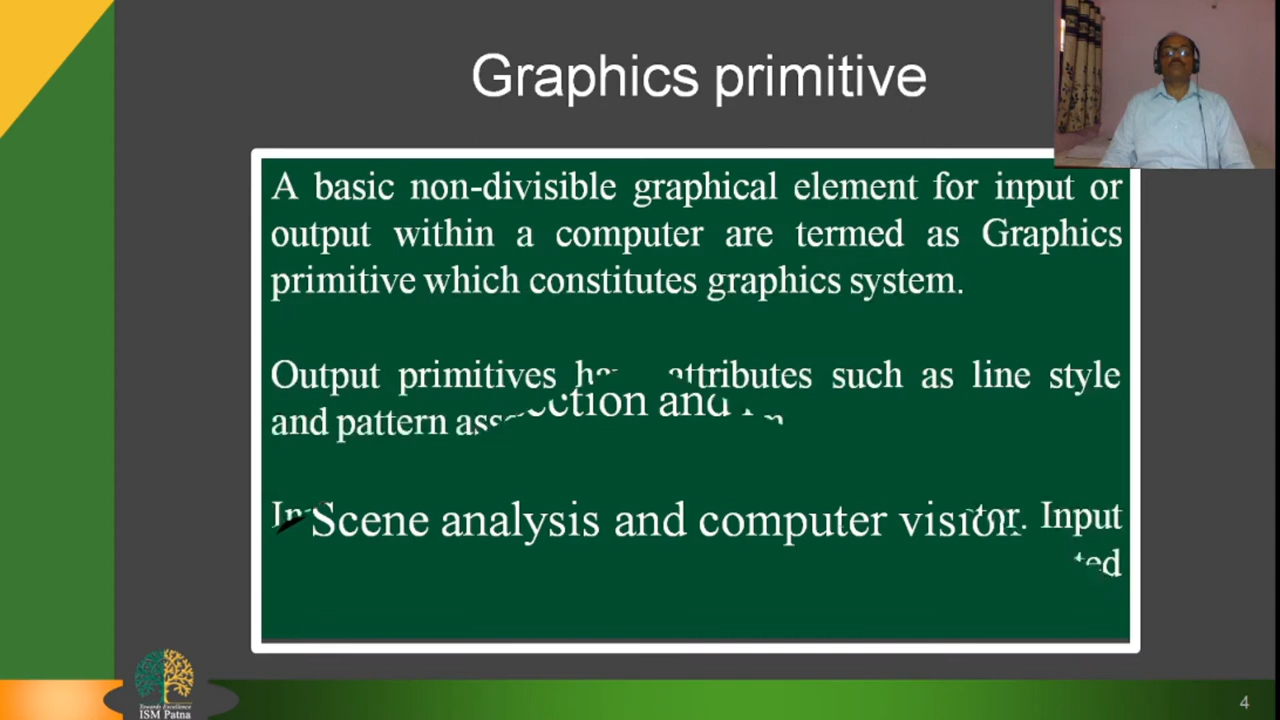 Graphics primitive
A basic non-divisible graphical element for input or
output within a computer are termed as Graphics
primitive which constitutes graphics system.
Output primitives attributes such as line style
and pattern
ction and
Scene analysis and computer vision Input
Towards Excellence
ISM Patna
4